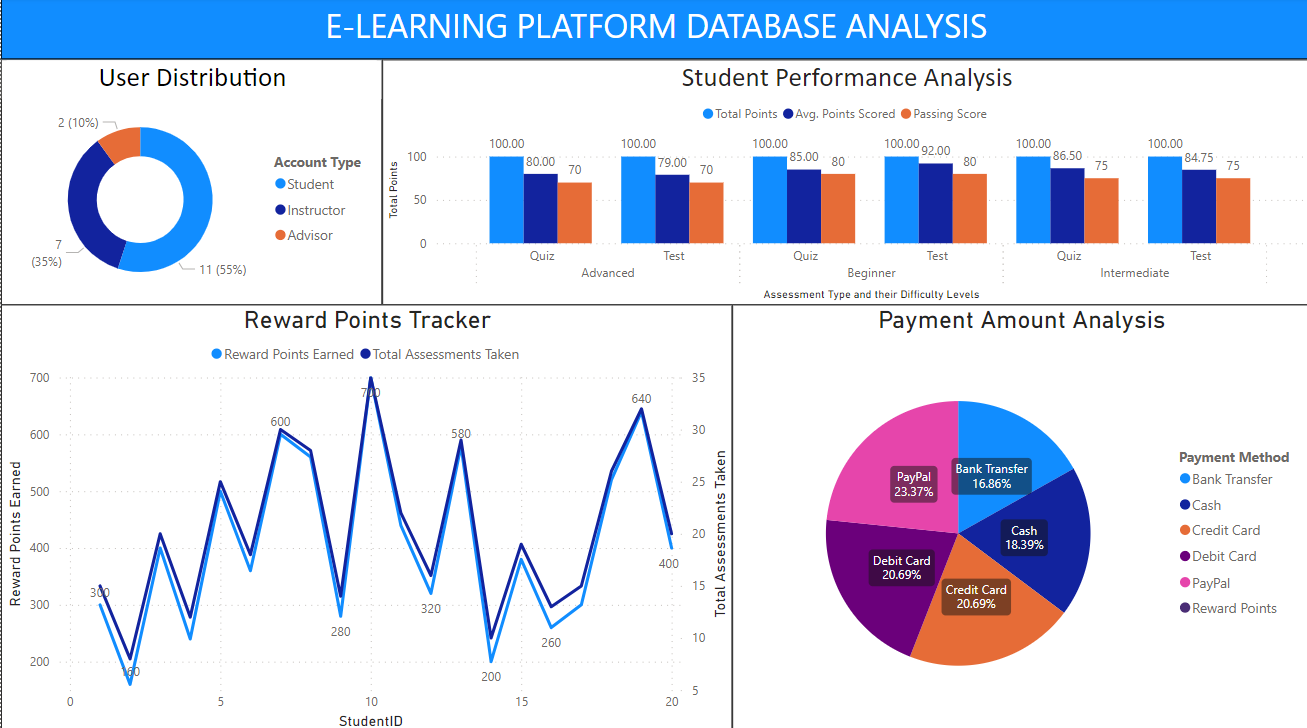 E-LEARNING PLATFORM DATABASE ANALYSIS
User Distribution
2 (10%)
7
(35%)
11 (55%)
Account Type
Student
Instructor
Advisor
Student Performance Analysis
Total Points Avg. Points Scored Passing Score
Total Points
100
50
0
100.00 80.00 70
100.00 79.00 70
100.00 85.00 80
100.00 92.00 80
100.00 86.50 75
100.00 84.75 75
Quiz Test Quiz Test Quiz Test
Advanced Beginner Intermediate
Assessment Type and their Difficulty Levels
Reward Points Tracker
Reward Points Earned Total Assessments Taken
Reward Points Earned
700
600
500
400
300
200
300
160
600
280
700
320
580
200
260
640
400
35
30
25
20
15
10
5
Total Assessments Taken
0 5 10 15 20
StudentID
Payment Amount Analysis
Bank Transfer
16.86%
Cash
18.39%
Credit Card
20.69%
Debit Card
20.69%
PayPal
23.37%
Payment Method
Bank Transfer
Cash
Credit Card
Debit Card
PayPal
Reward Points